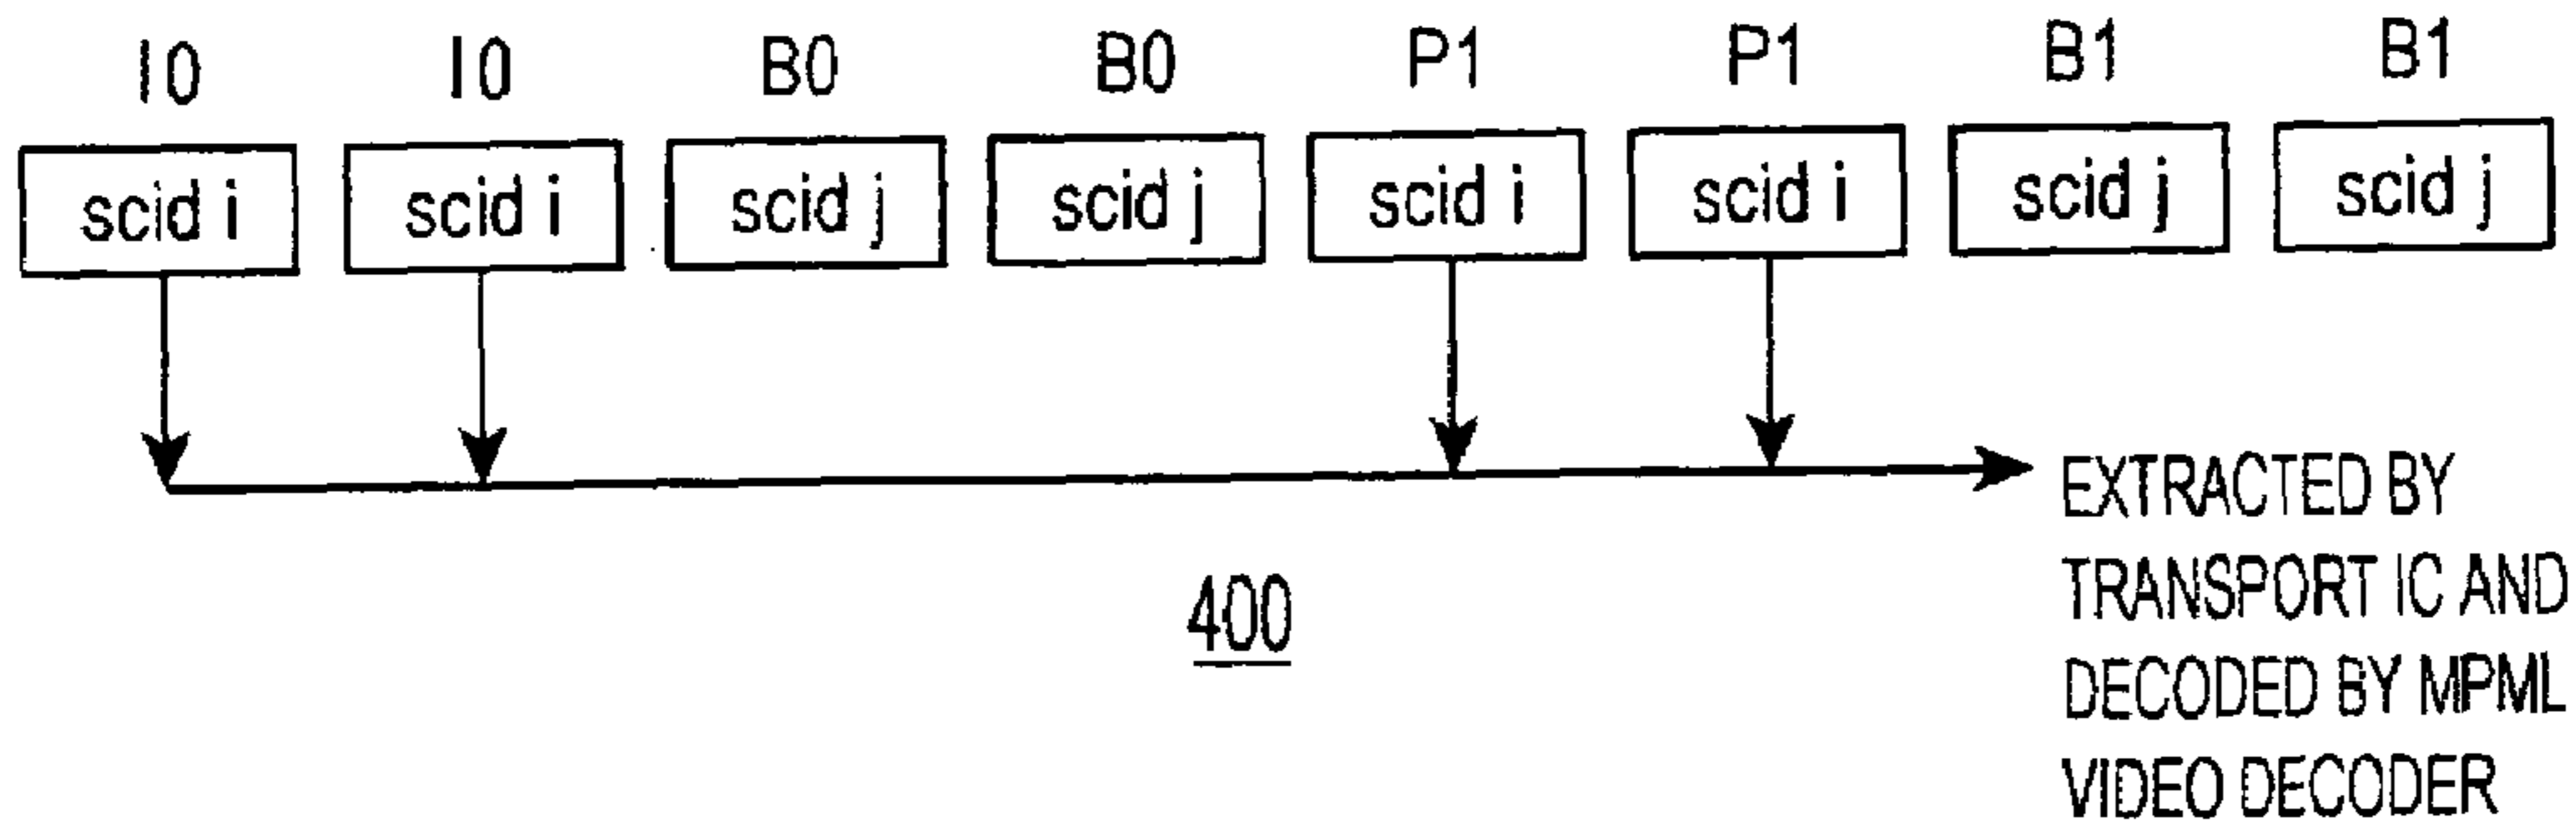 I0 I0 B0 B0 P1 P1 B1 B1
scid i scid i scid j scid j scid i scid i scid j scid j
EXTRACTED BY
TRANSPORT IC AND
DECODED BY MPML
VIDEO DECODER
400